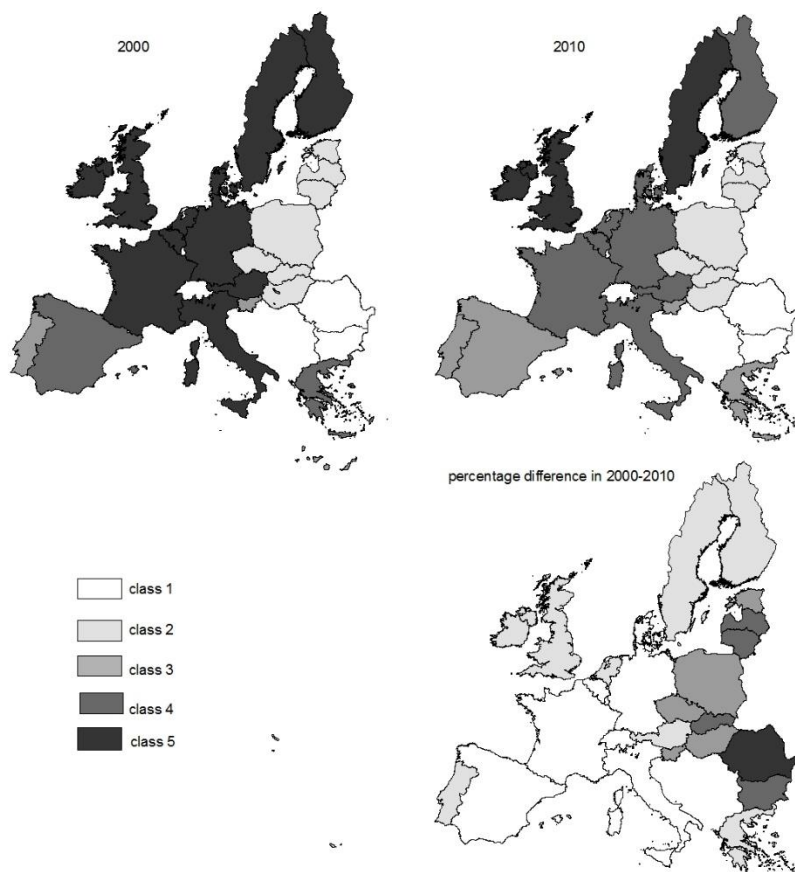 2000
2010
percentage difference in 2000-2010
class 1
class 2
class 3
class 4
class 5